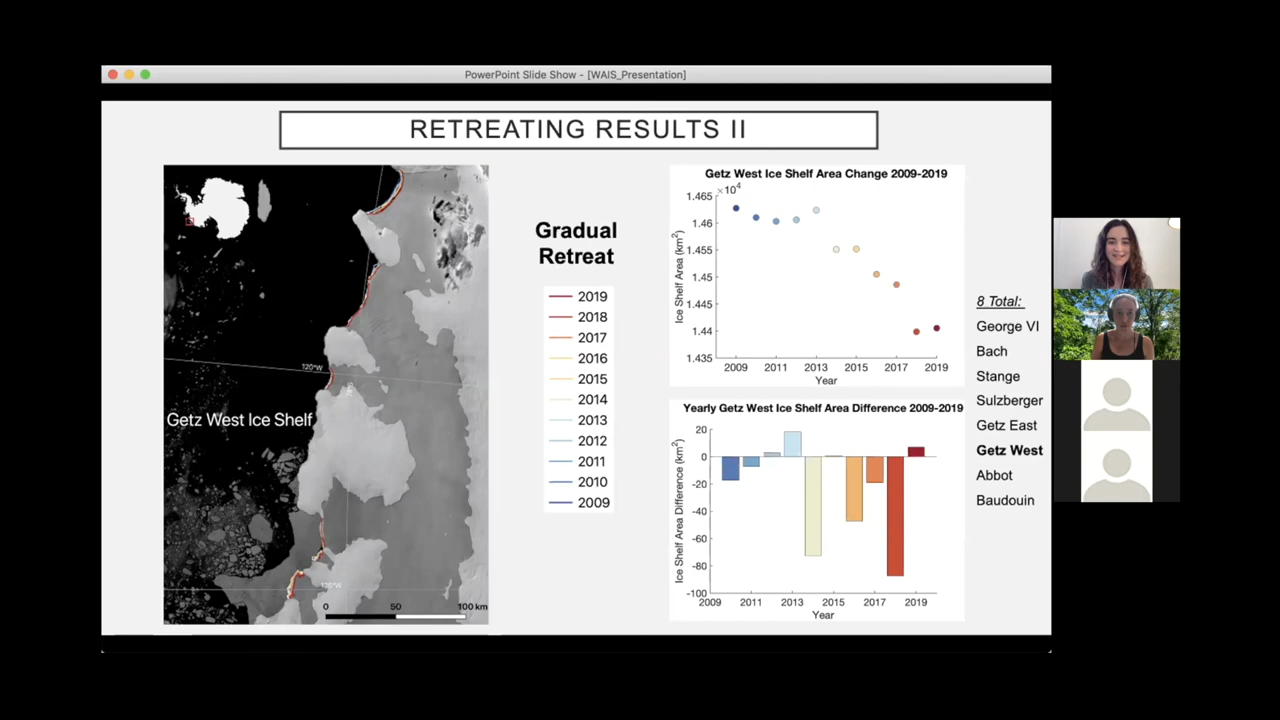 PowerPoint Slide Show - [WAIS_Presentation]
RETREATING RESULTS II
120°W
Getz West Ice Shelf
120°W
0 50 100 km
Gradual
Retreat
2019
2018
2017
2016
2015
2014
2013
2012
2011
2010
2009
Getz West Ice Shelf Area Change 2009-2019
×10⁴
1.465
1.46
1.455
1.45
1.445
1.44
1.435
Ice Shelf Area (km²)
2009 2011 2013 2015 2017 2019
Year
Yearly Getz West Ice Shelf Area Difference 2009-2019
20
0
-20
-40
-60
-80
-100
Ice Shelf Area Difference (km²)
2009 2011 2013 2015 2017 2019
Year
8 Total:
George VI
Bach
Stange
Sulzberger
Getz East
Getz West
Abbot
Baudouin